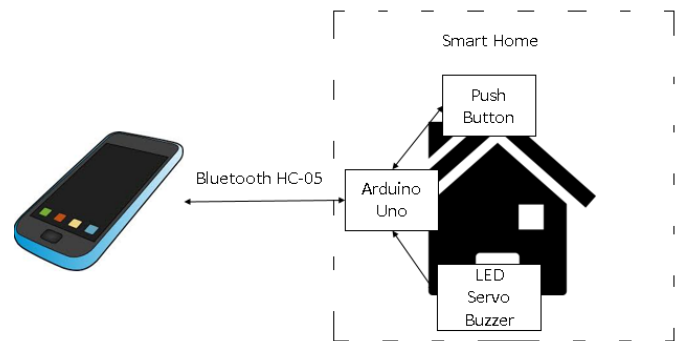 Smart Home
Push
Button
Bluetooth HC-05
Arduino
Uno
LED
Servo
Buzzer